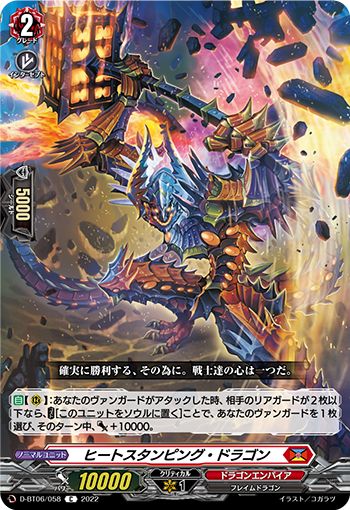 2
グレード
インターセプト
5000
シールド
確実に勝利する、その為に。戦士達の心は一つだ。
自【R】:あなたのヴァンガードがアタックした時、相手のリアガードが2枚以
下なら、[このユニットをソウルに置く]ことで、あなたのヴァンガードを1枚
選び、そのターン中、+10000。
ノーマルユニット
ヒートスタンピング・ドラゴン
パワー
10000
クリティカル
1
ドラゴンエンパイア
フレイムドラゴン
D-BT06/058 C 2022
イラスト/コガラツ